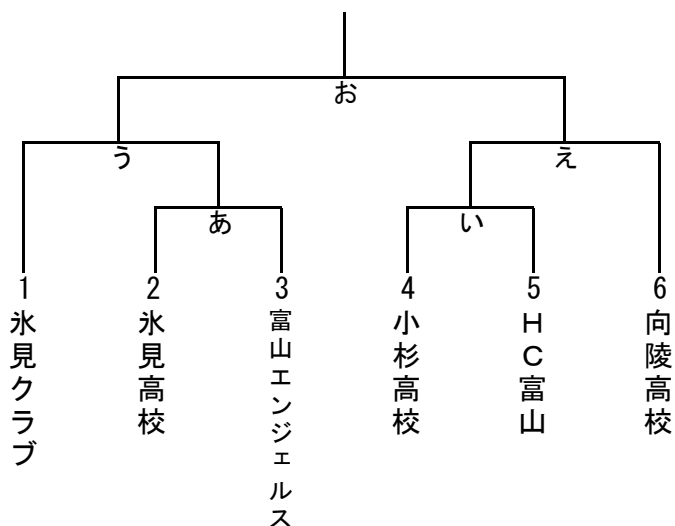 お
う
え
あ
い
1 氷見クラブ
2 氷見高校
3 富山エンジェルス
4 小杉高校
5 HC富山
6 向陵高校